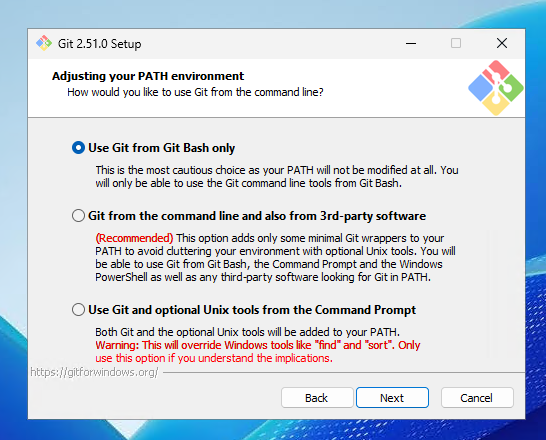 Git 2.51.0 Setup
Adjusting your PATH environment
How would you like to use Git from the command line?
Use Git from Git Bash only
This is the most cautious choice as your PATH will not be modified at all. You
will only be able to use the Git command line tools from Git Bash.
Git from the command line and also from 3rd-party software
(Recommended) This option adds only some minimal Git wrappers to your
PATH to avoid cluttering your environment with optional Unix tools. You will
be able to use Git from Git Bash, the Command Prompt and the Windows
PowerShell as well as any third-party software looking for Git in PATH.
Use Git and optional Unix tools from the Command Prompt
Both Git and the optional Unix tools will be added to your PATH.
Warning: This will override Windows tools like "find" and "sort". Only
use this option if you understand the implications.
https://gitforwindows.org/
Back
Next
Cancel